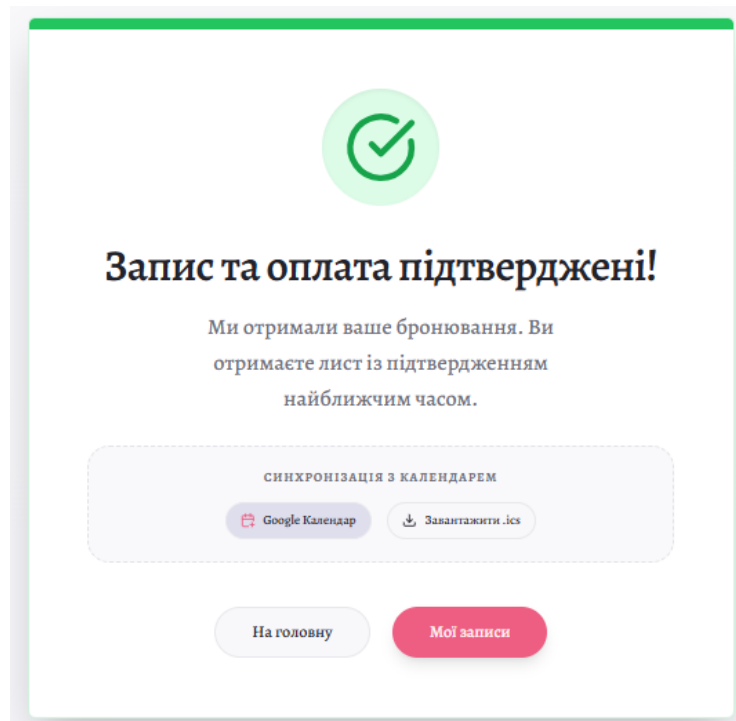 Запис та оплата підтверджені!
Ми отримали ваше бронювання. Ви
отримаєте лист із підтвердженням
найближчим часом.
СИНХРОНІЗАЦІЯ З КАЛЕНДАРЕМ
Google Календар
Завантажити .ics
На головну
Мої записи